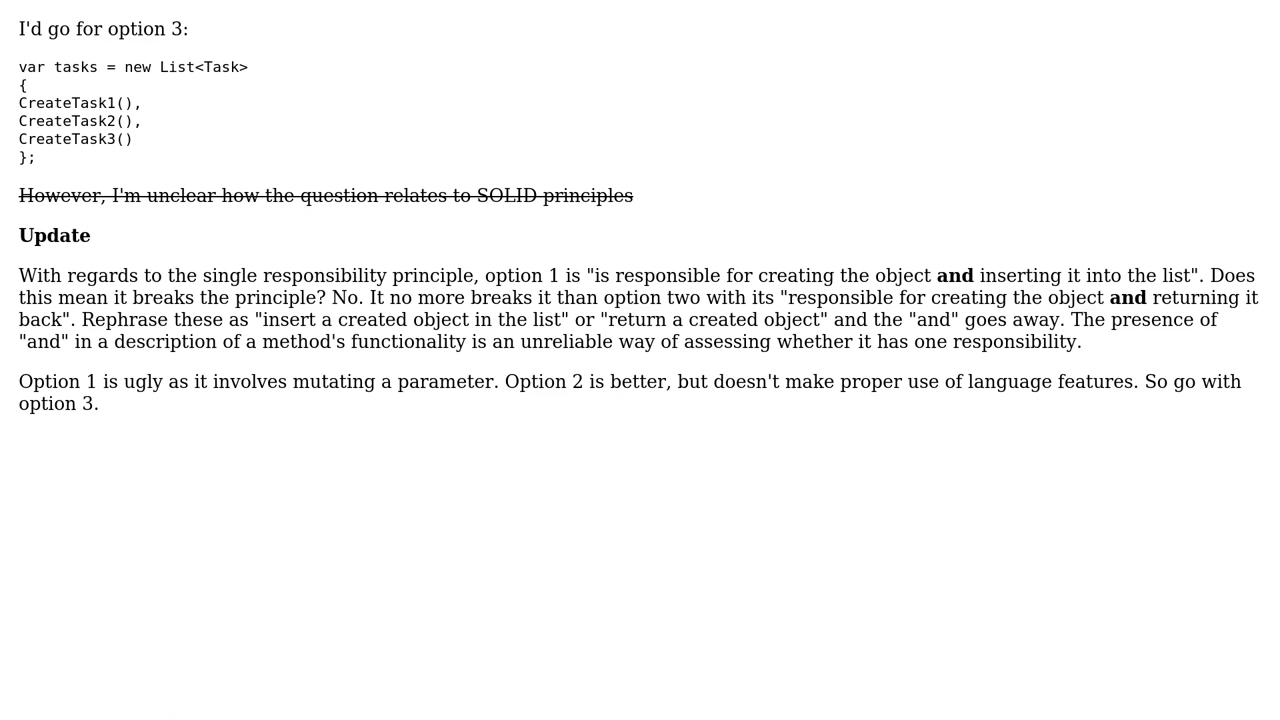 I'd go for option 3:
var tasks = new List<Task>
{
CreateTask1(),
CreateTask2(),
CreateTask3()
};
However, I'm unclear how the question relates to SOLID principles
Update
With regards to the single responsibility principle, option 1 is "is responsible for creating the object and inserting it into the list". Does
this mean it breaks the principle? No. It no more breaks it than option two with its "responsible for creating the object and returning it
back". Rephrase these as "insert a created object in the list" or "return a created object" and the "and" goes away. The presence of
"and" in a description of a method's functionality is an unreliable way of assessing whether it has one responsibility.
Option 1 is ugly as it involves mutating a parameter. Option 2 is better, but doesn't make proper use of language features. So go with
option 3.